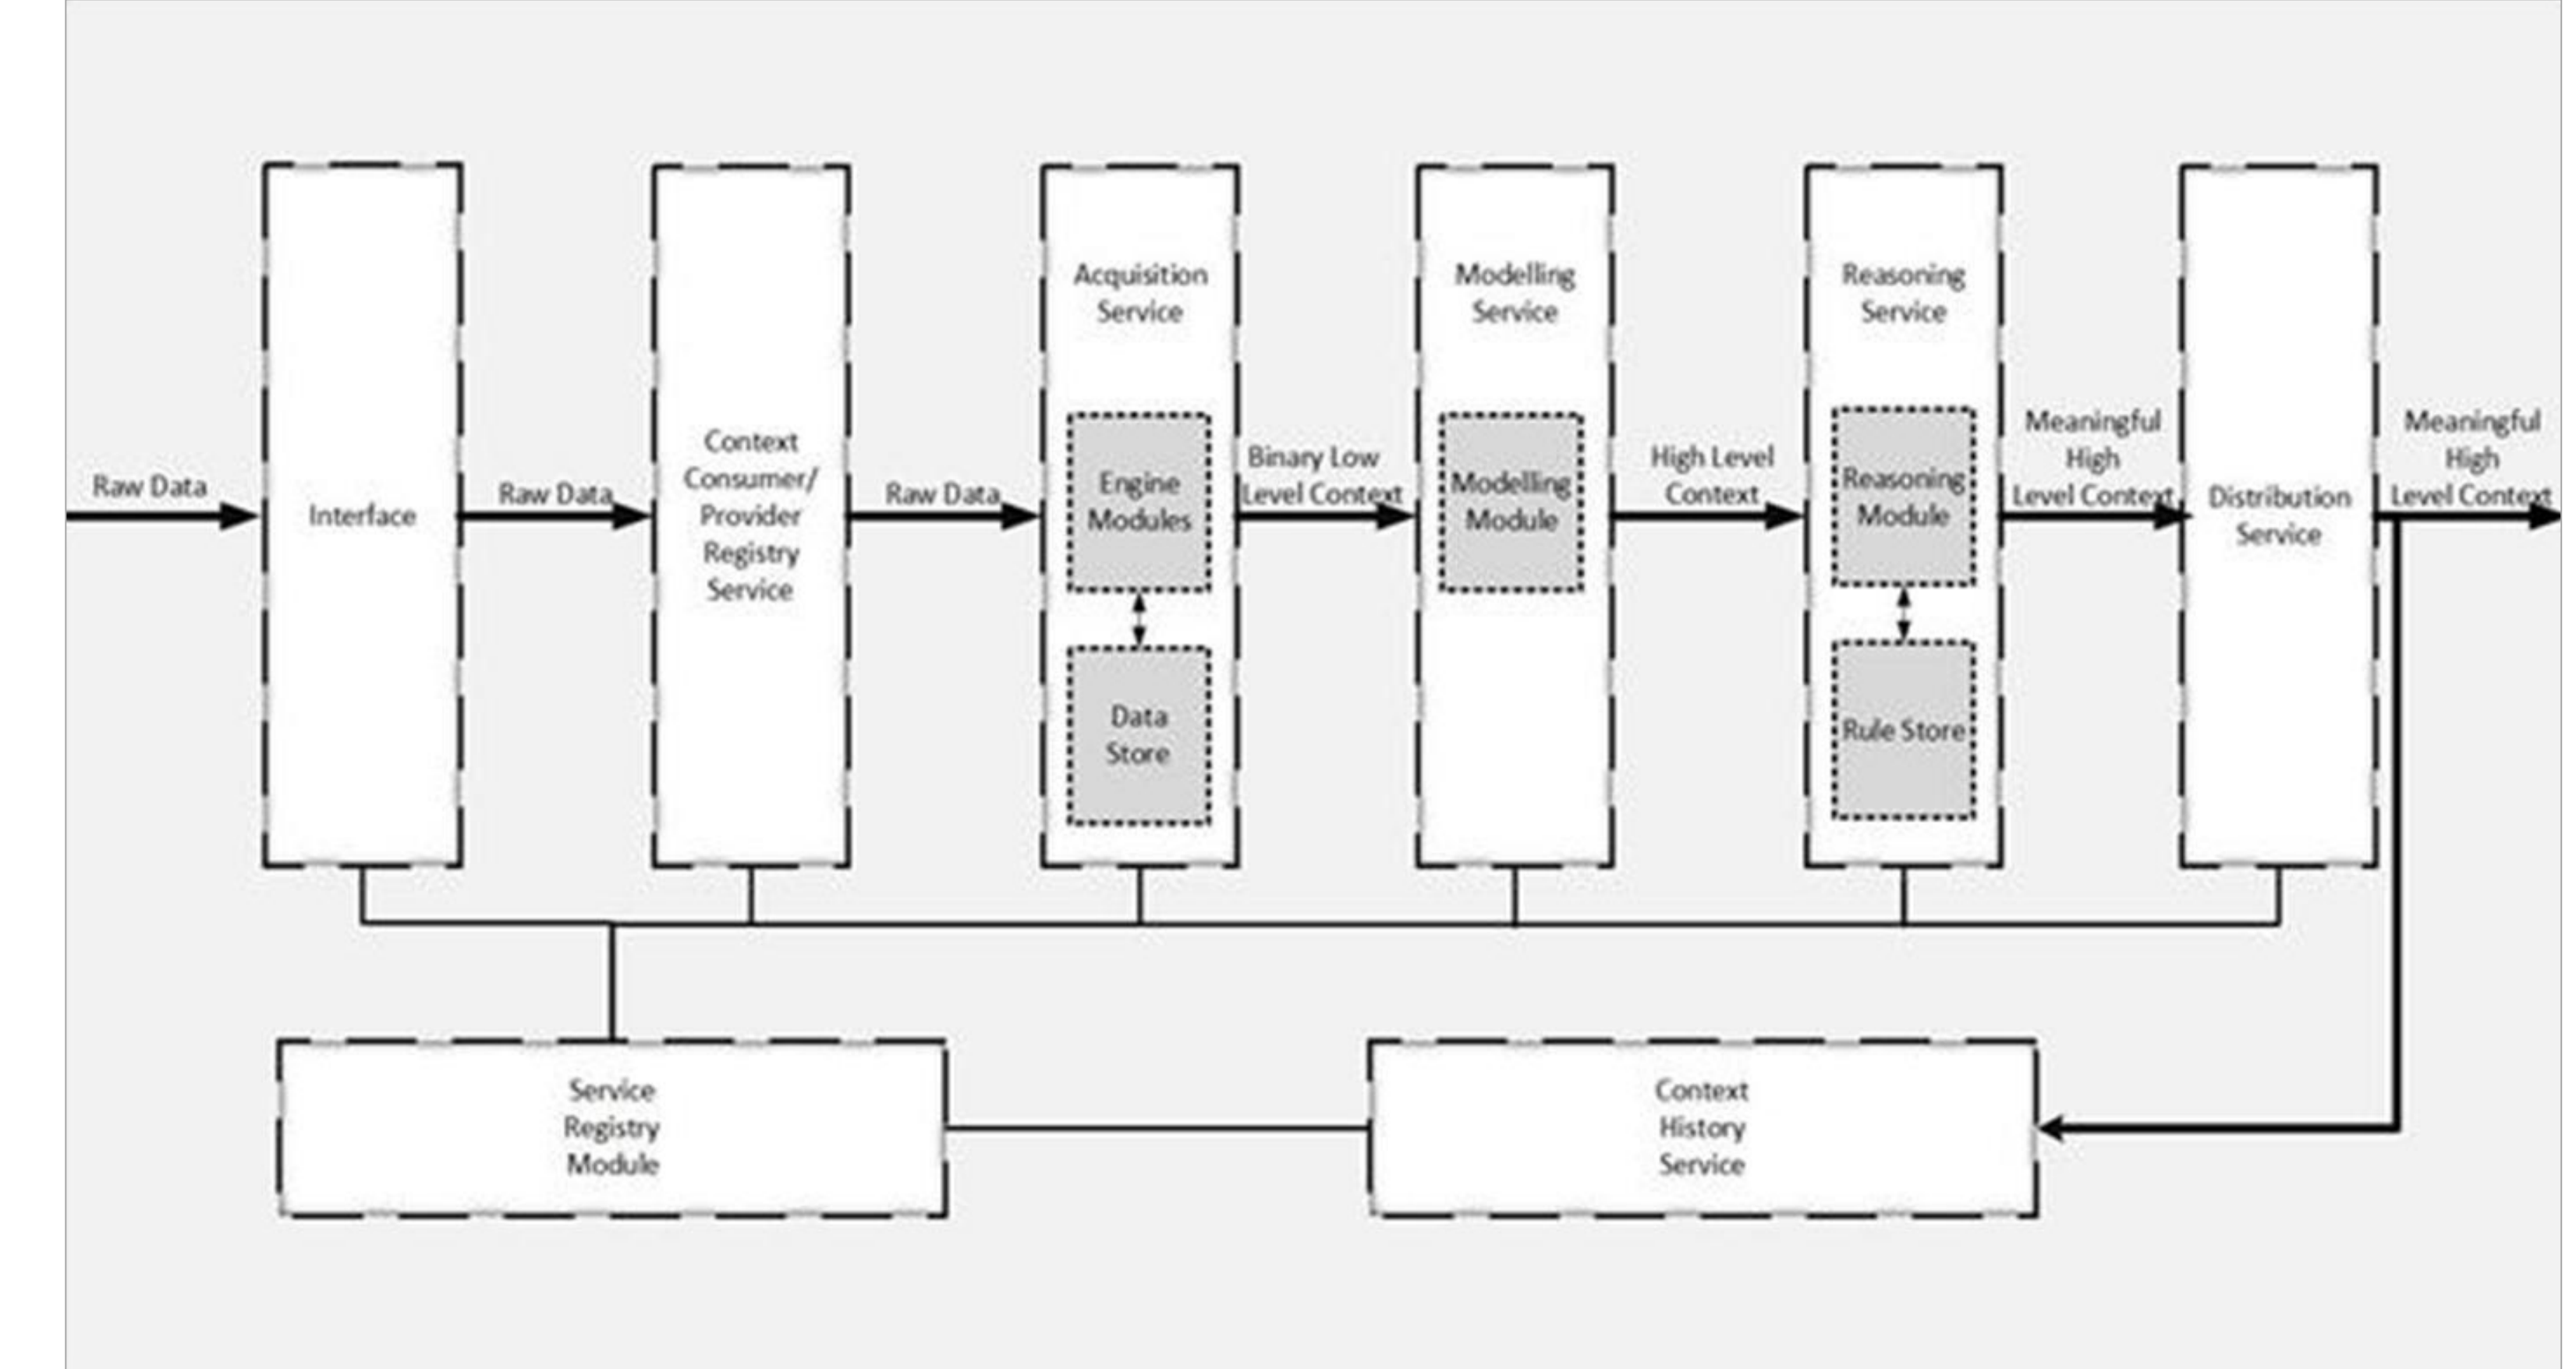 Raw Data
Interface
Raw Data
Context
Consumer/
Provider
Registry
Service
Raw Data
Acquisition
Service
Engine
Modules
Data
Store
Binary Low
Level Context
Modelling
Service
Modelling
Module
High Level
Context
Reasoning
Service
Reasoning
Module
Rule Store
Meaningful
High
Level Context
Distribution
Service
Meaningful
High
Level Context
Service
Registry
Module
Context
History
Service